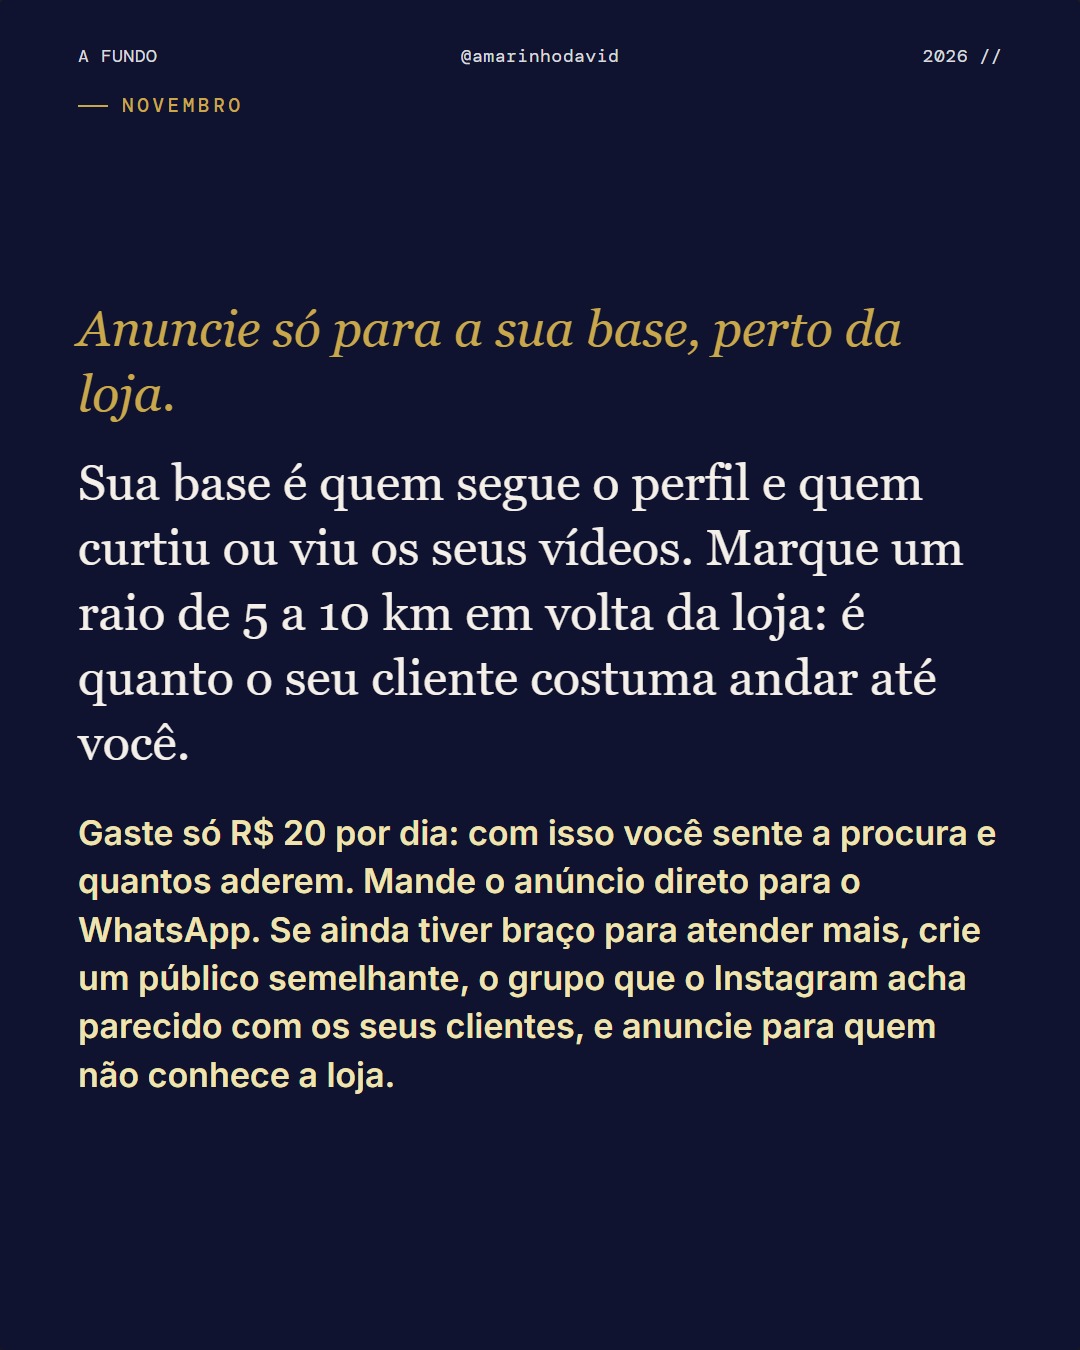 A FUNDO
@amarinhodavid
2026 //
NOVEMBRO
Anuncie só para a sua base, perto da
loja.
Sua base é quem segue o perfil e quem
curtiu ou viu os seus vídeos. Marque um
raio de 5 a 10 km em volta da loja: é
quanto o seu cliente costuma andar até
você.
Gaste só R$ 20 por dia: com isso você sente a procura e
quantos aderem. Mande o anúncio direto para o
WhatsApp. Se ainda tiver braço para atender mais, crie
um público semelhante, o grupo que o Instagram acha
parecido com os seus clientes, e anuncie para quem
não conhece a loja.